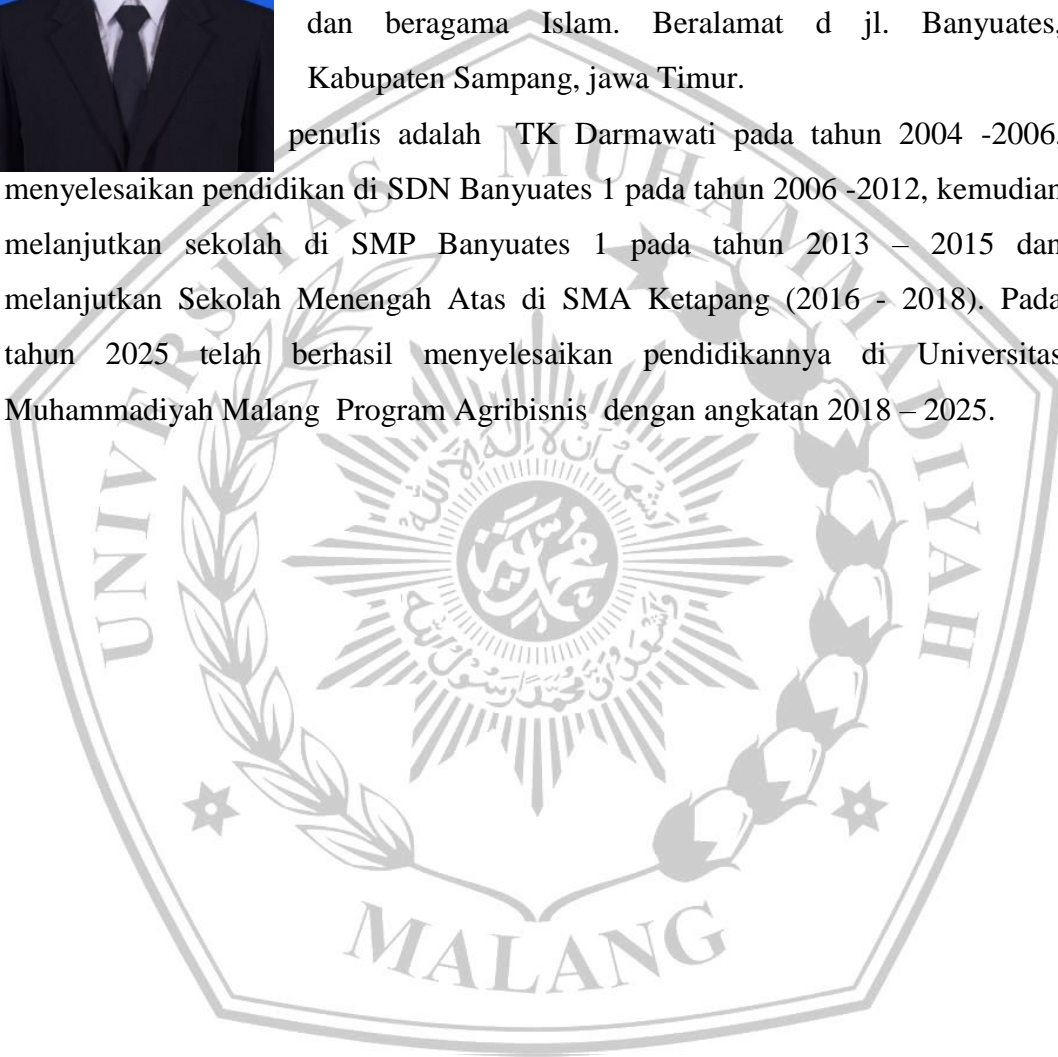 dan beragama Islam. Beralamat d jl. Banyuates,
Kabupaten Sampang, jawa Timur.
penulis adalah TK Darmawati pada tahun 2004 -2006,
menyelesaikan pendidikan di SDN Banyuates 1 pada tahun 2006 -2012, kemudian
melanjutkan sekolah di SMP Banyuates 1 pada tahun 2013 – 2015 dan
melanjutkan Sekolah Menengah Atas di SMA Ketapang (2016 - 2018). Pada
tahun 2025 telah berhasil menyelesaikan pendidikannya di Universitas
Muhammadiyah Malang Program Agribisnis dengan angkatan 2018 – 2025.
UNIVERSITAS MUHAMMADIYAH
MALANG